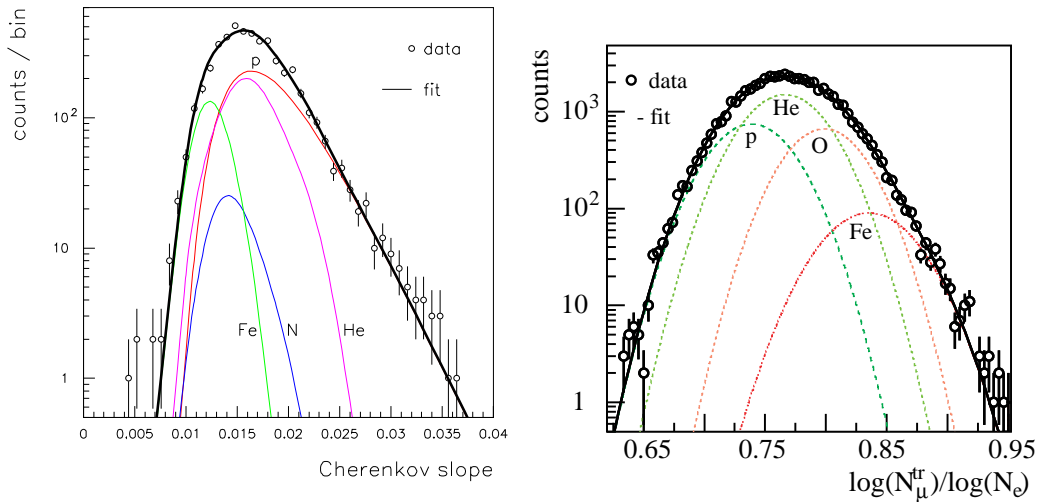 counts / bin
10²
10
1
data
fit
p
Fe
N
He
0
0.005
0.01
0.015
0.02
0.025
0.03
0.035
0.04
Cherenkov slope
counts
10³
10²
10
1
data
- fit
He
p
O
Fe
0.65
0.75
0.85
0.95
log(N_μ^tr)/log(N_e)